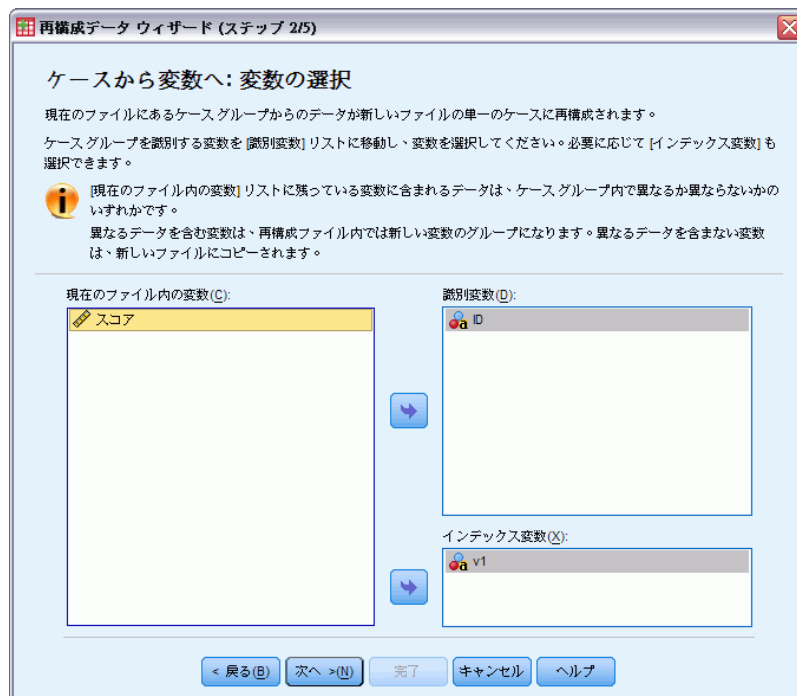 再構成データ ウィザード (ステップ 2/5)
ケースから変数へ: 変数の選択
現在のファイルにあるケース グループからのデータが新しいファイルの単一のケースに再構成されます。
ケース グループを識別する変数を [識別変数] リストに移動し、変数を選択してください。必要に応じて [インデックス変数] も
選択できます。
[現在のファイル内の変数] リストに残っている変数に含まれるデータは、ケース グループ内で異なるか異ならないかの
いずれかです。
異なるデータを含む変数は、再構成ファイル内では新しい変数のグループになります。異なるデータを含まない変数
は、新しいファイルにコピーされます。
現在のファイル内の変数(C):
スコア
識別変数(D):
a ID
インデックス変数(X):
a v1
< 戻る(B) 次へ >(N) 完了 キャンセル ヘルプ